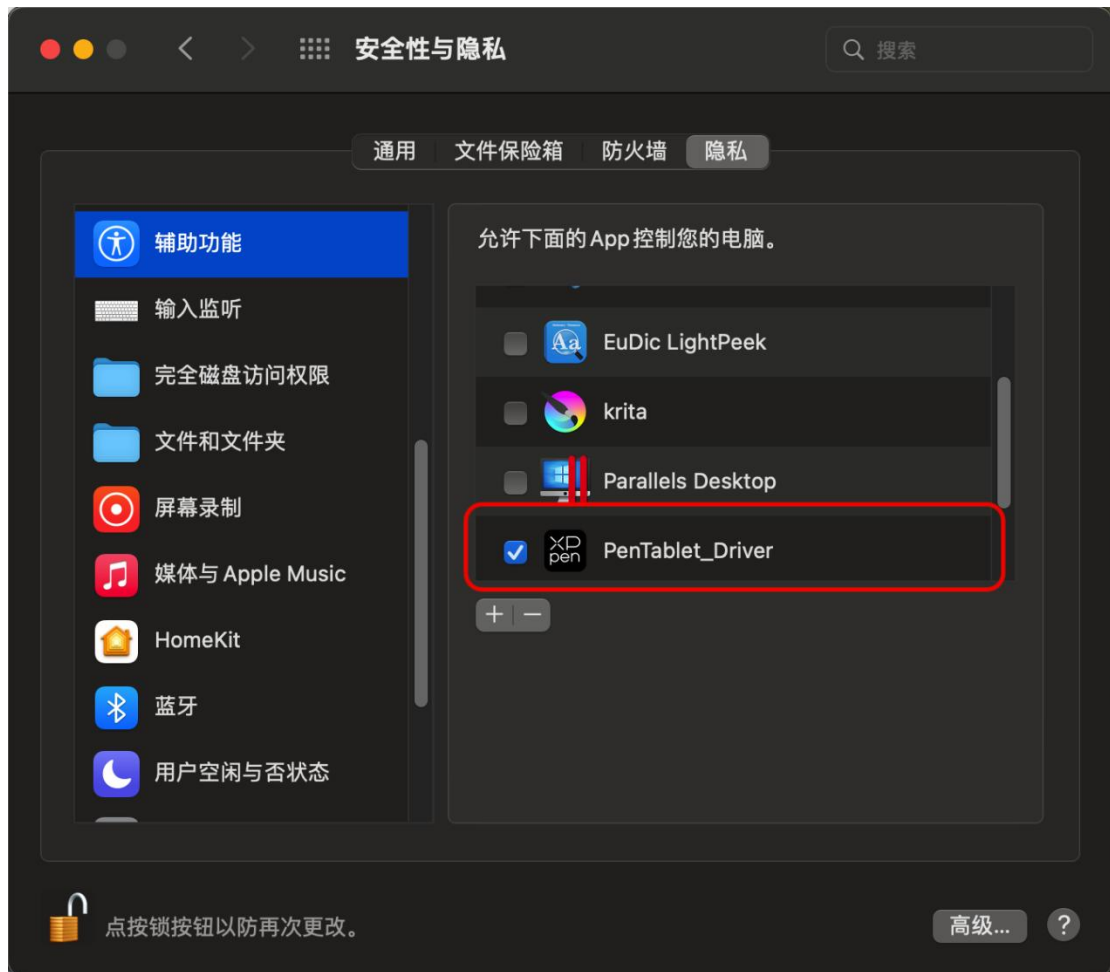 安全性与隐私
搜索
通用 文件保险箱 防火墙 隐私
辅助功能
输入监听
完全磁盘访问权限
文件和文件夹
屏幕录制
媒体与 Apple Music
HomeKit
蓝牙
用户空闲与否状态
允许下面的 App 控制您的电脑。
Aa EuDic LightPeek
krita
Parallels Desktop
XP pen PenTablet_Driver
+ −
点按锁按钮以防再次更改。
高级... ?